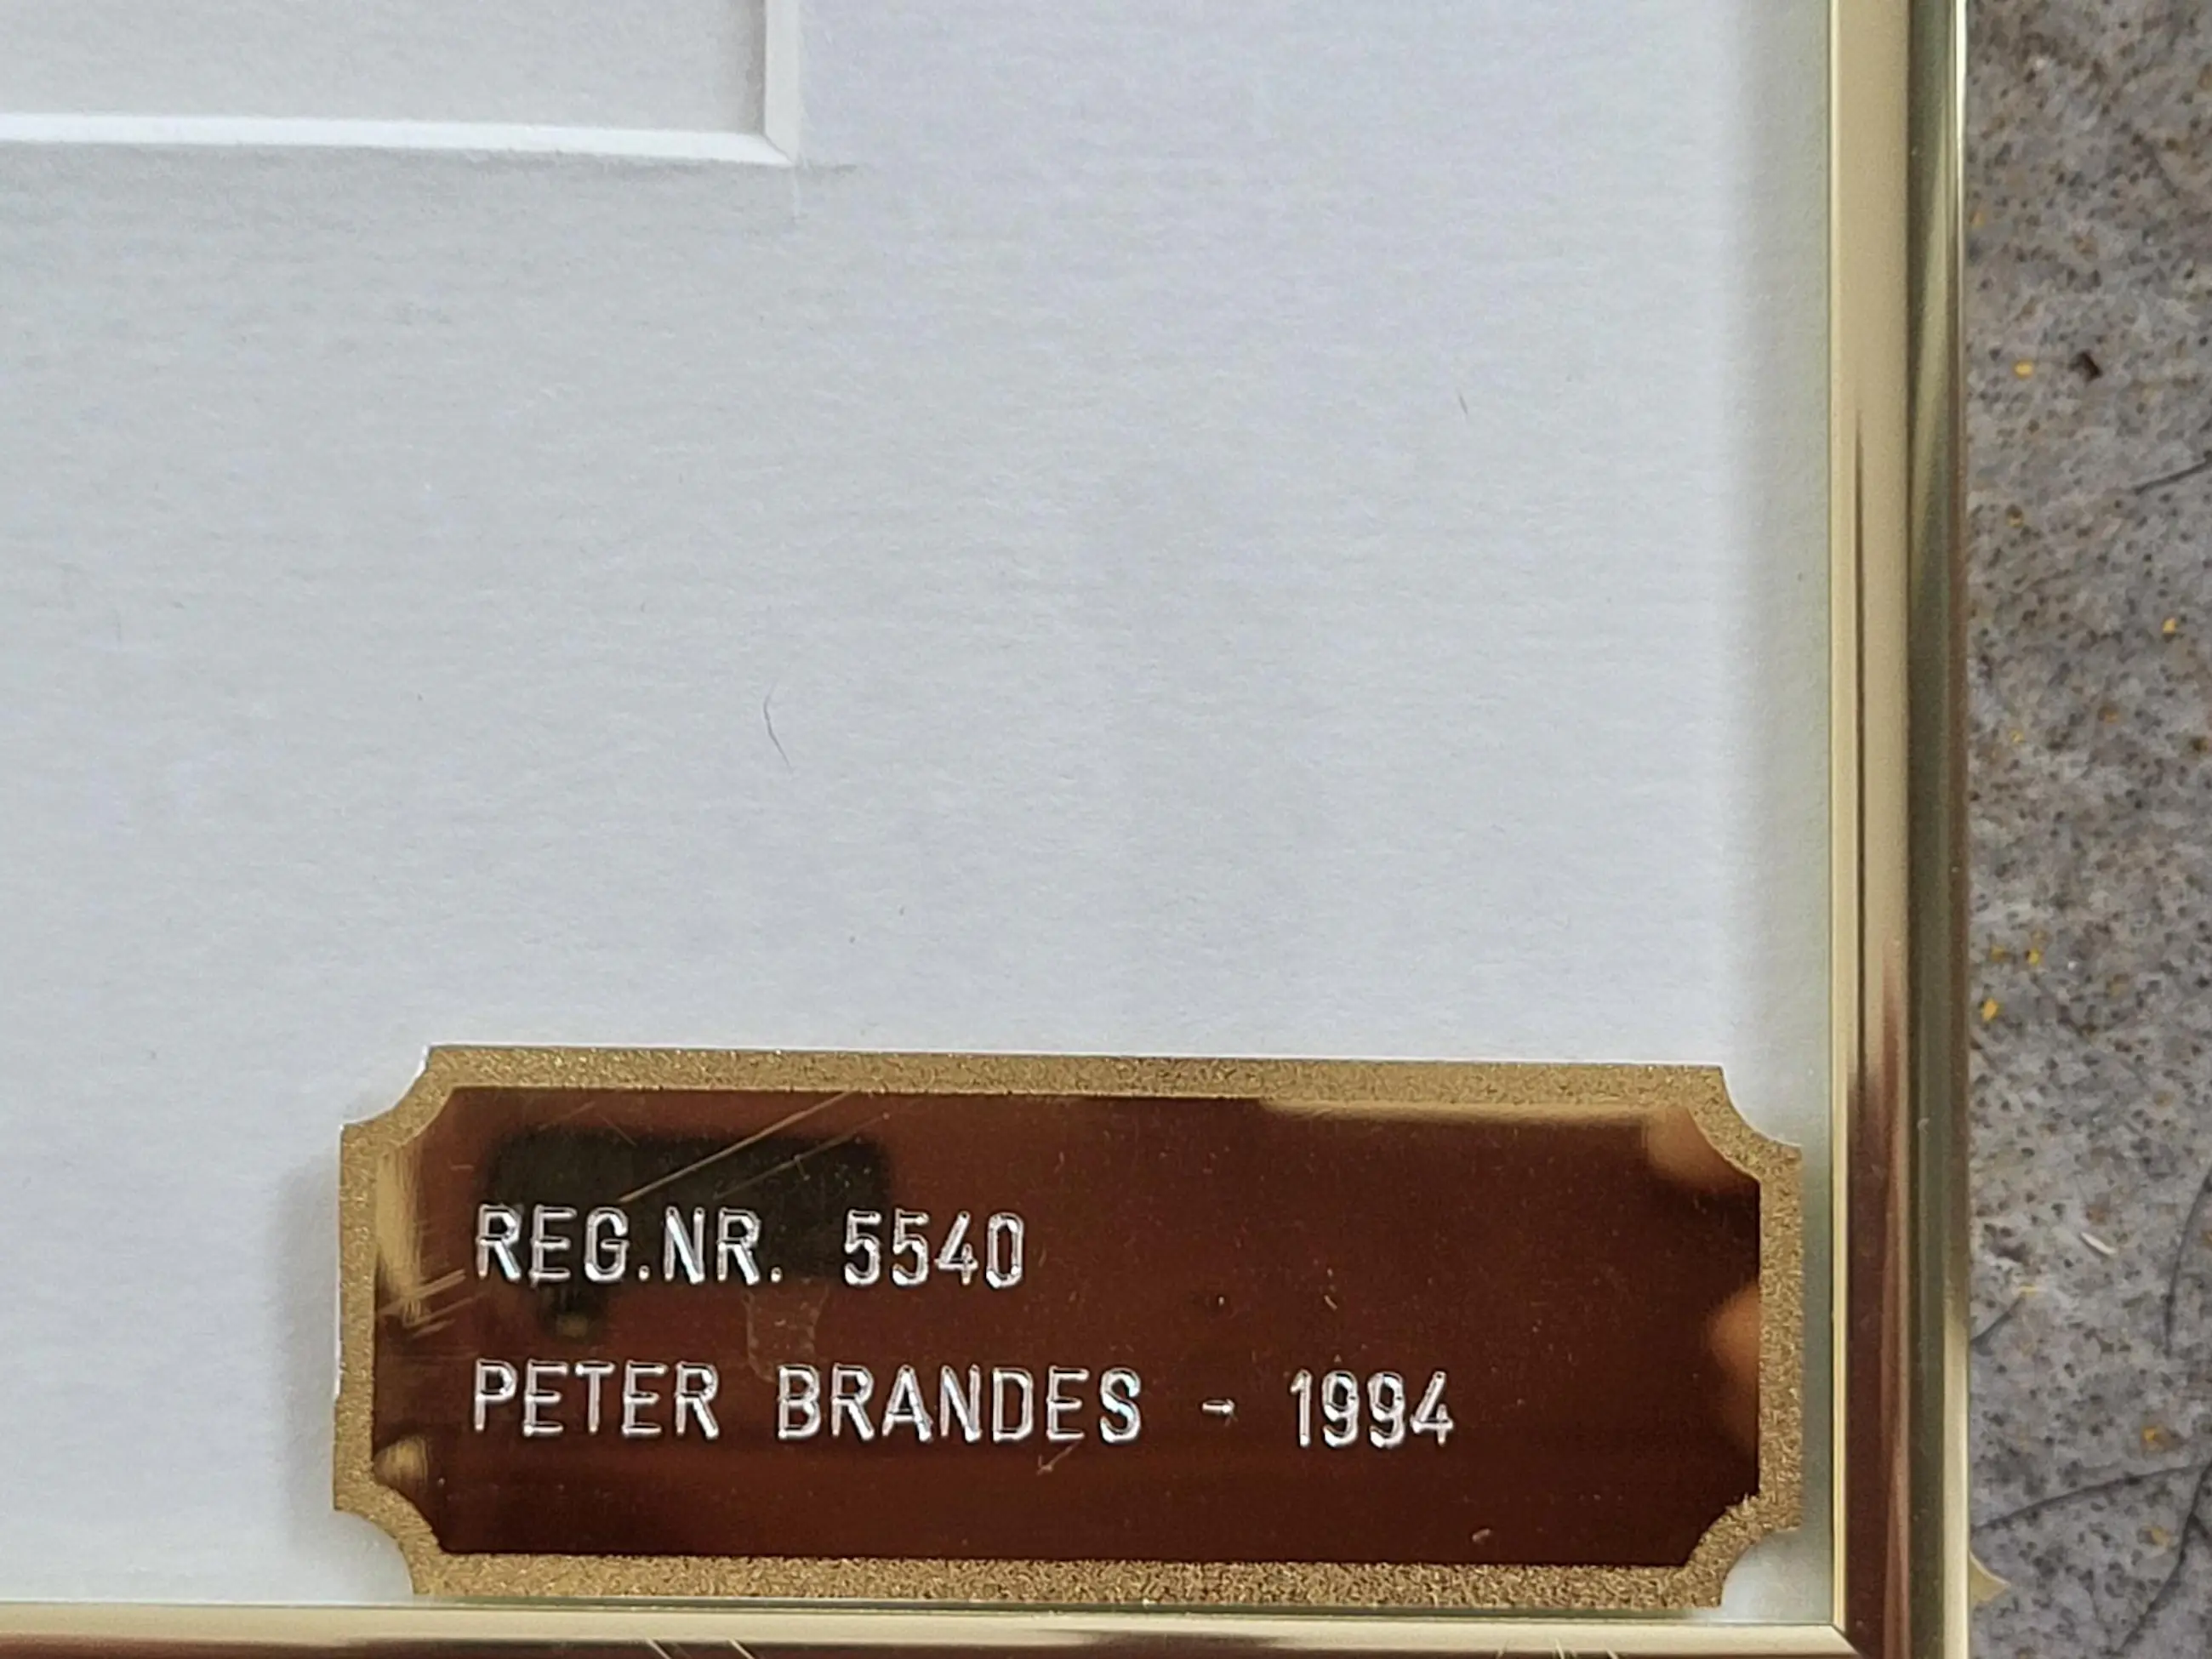 REG.NR. 5540
PETER BRANDES - 1994